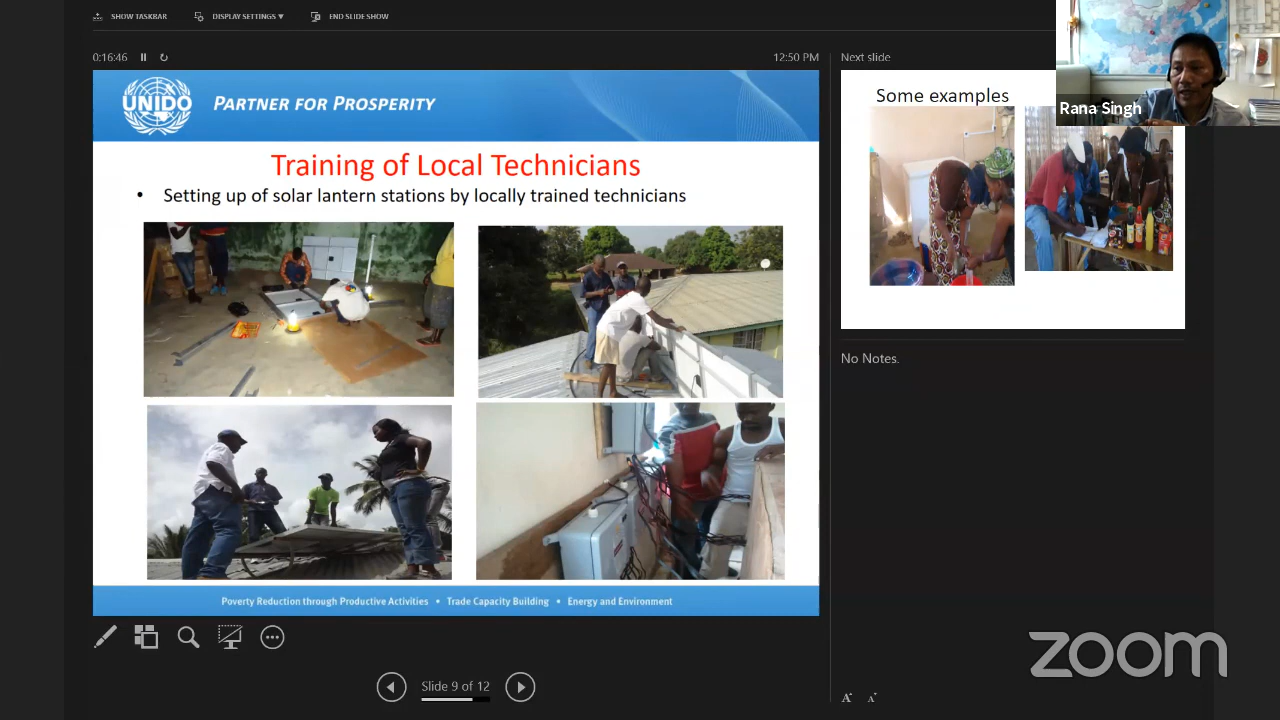 SHOW TASKBAR
DISPLAY SETTINGS ▼
END SLIDE SHOW
0:16:46
12:50 PM
Next slide
UNIDO
PARTNER FOR PROSPERITY
Training of Local Technicians
• Setting up of solar lantern stations by locally trained technicians
Poverty Reduction through Productive Activities • Trade Capacity Building • Energy and Environment
Slide 9 of 12
Some examples
Rana Singh
No Notes.
A A
zoom